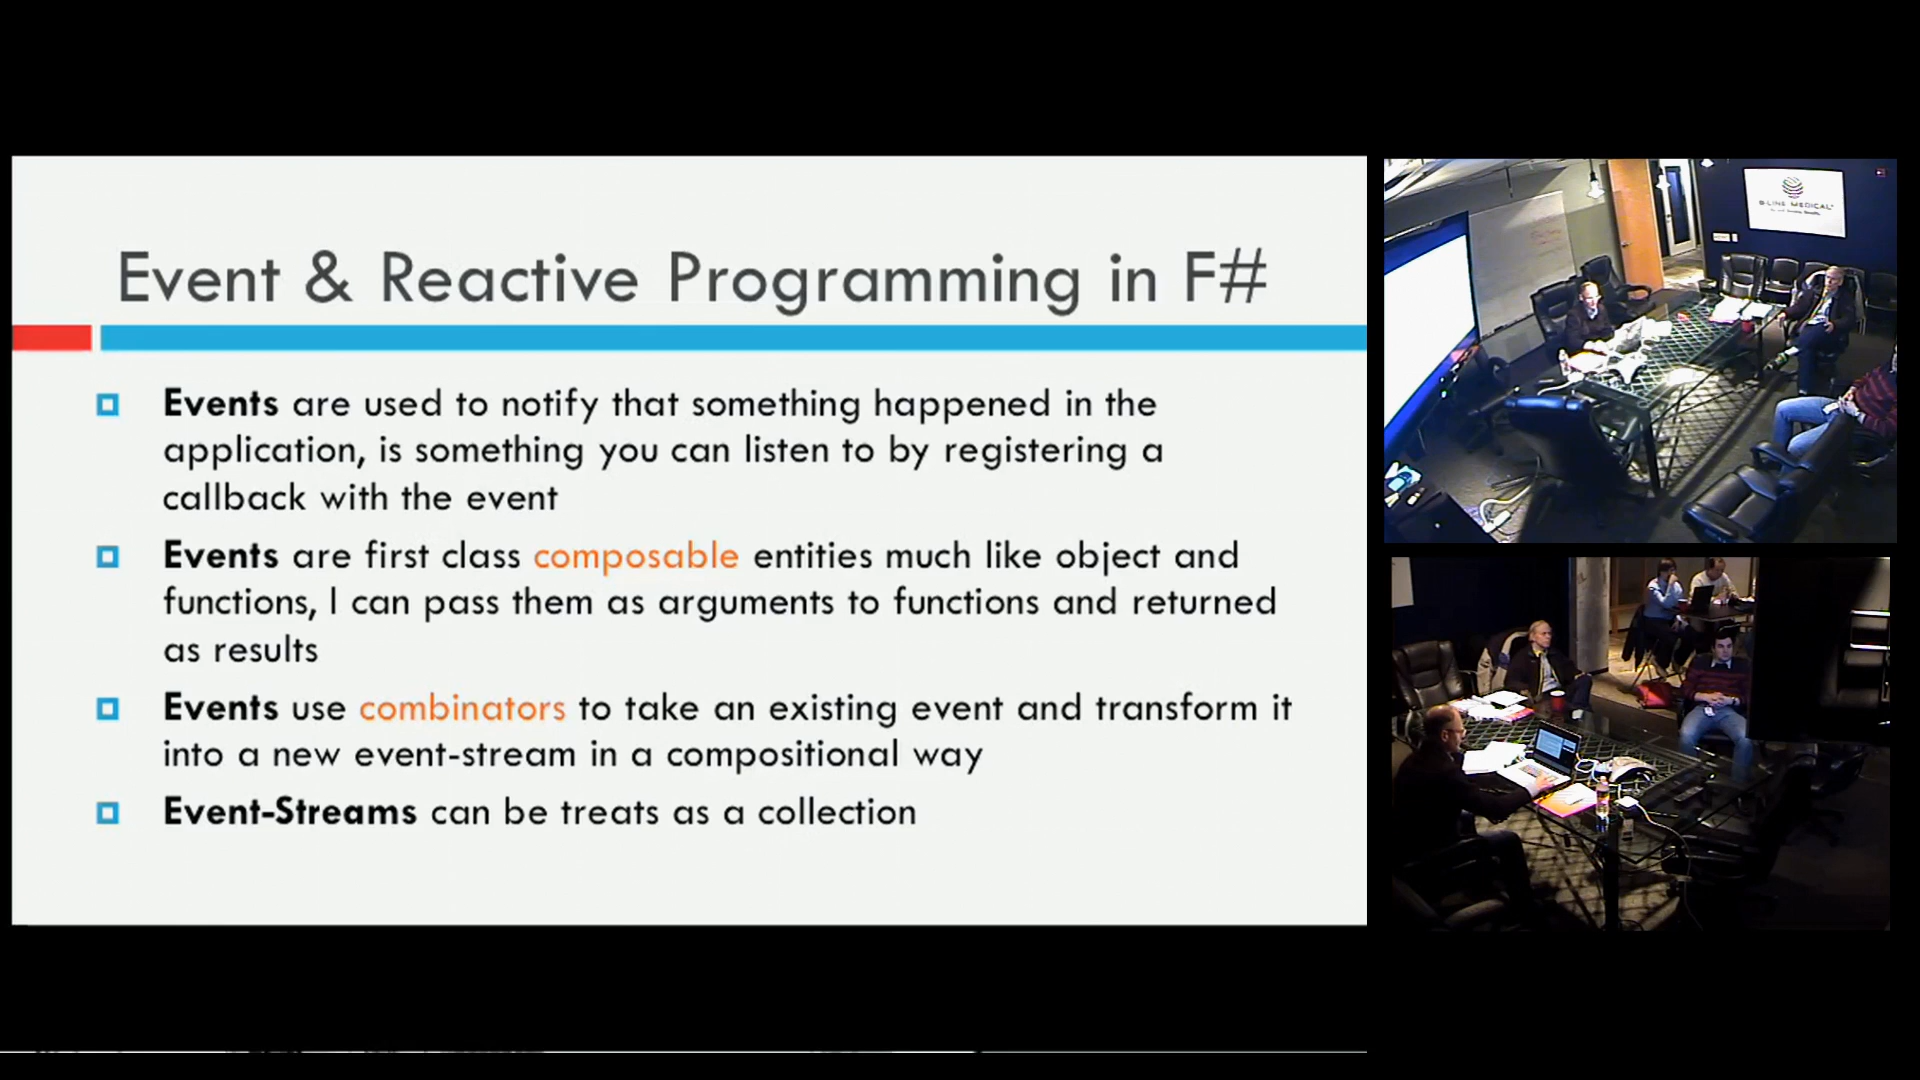 Event & Reactive Programming in F#
Events are used to notify that something happened in the
application, is something you can listen to by registering a
callback with the event
Events are first class composable entities much like object and
functions, I can pass them as arguments to functions and returned
as results
Events use combinators to take an existing event and transform it
into a new event-stream in a compositional way
Event-Streams can be treats as a collection
B-LINE MEDICAL